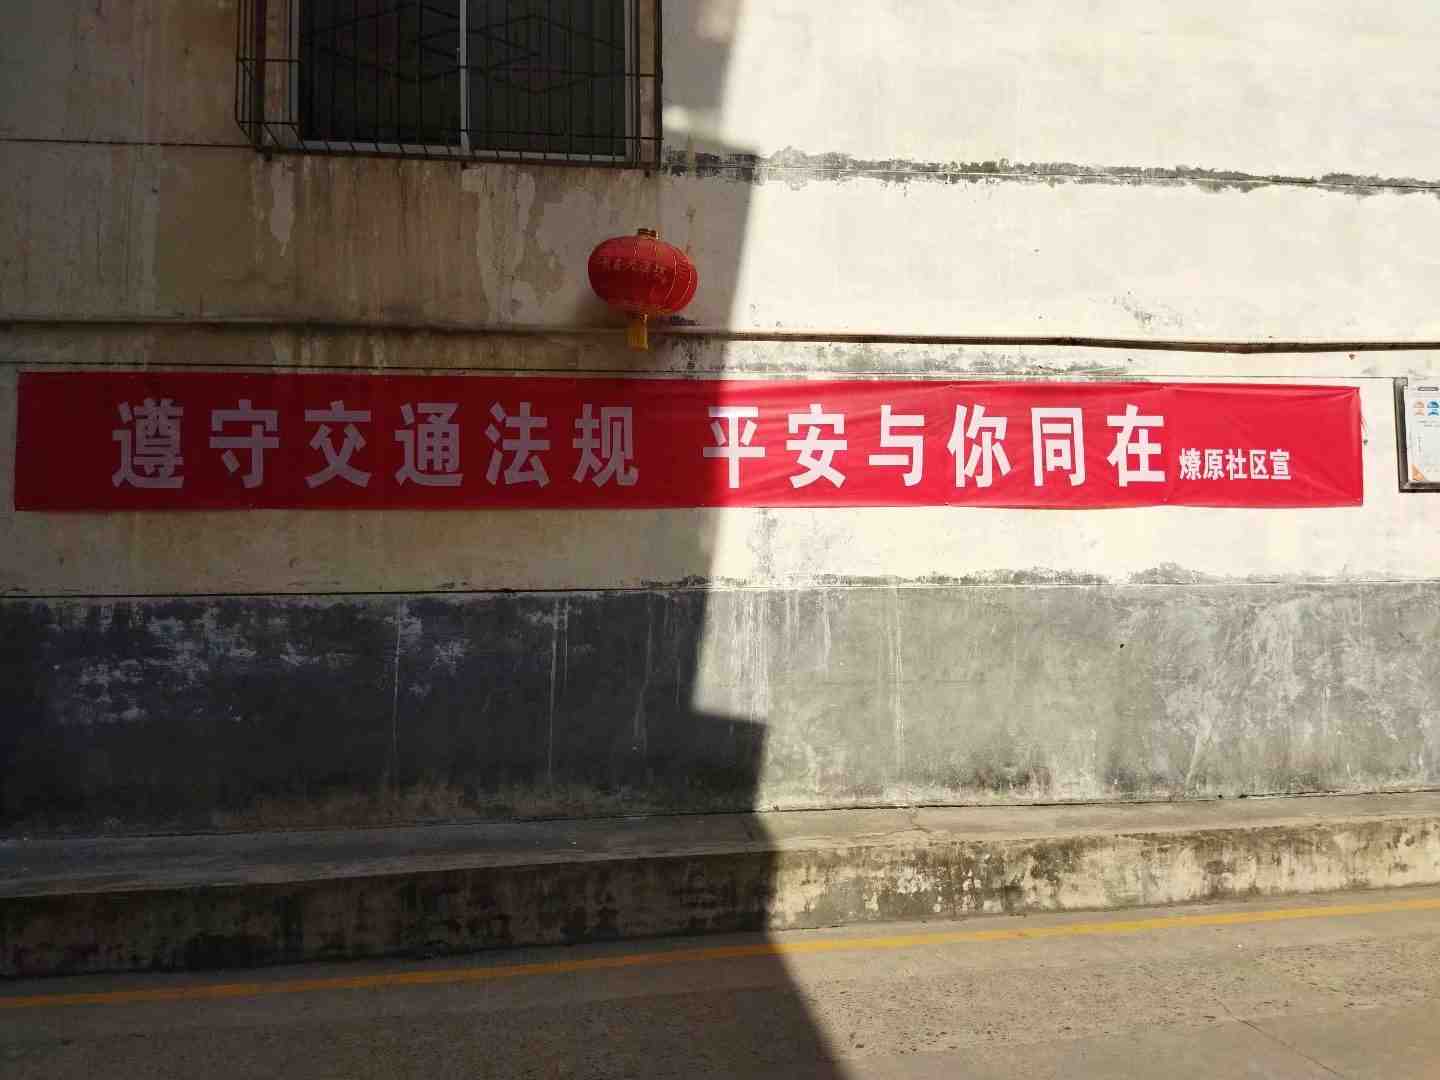 遵守交通法规 平安与你同在 燎原社区宣